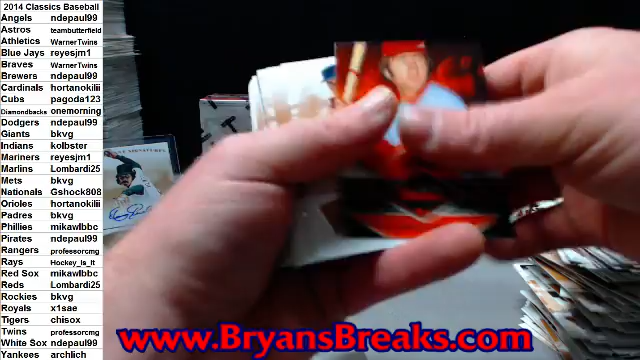 2014 Classics Baseball
Angels ndepaul99
Astros teambutterfield
Athletics WarnerTwins
Blue Jays reyesjm1
Braves WarnerTwins
Brewers ndepaul99
Cardinals hortanokilii
Cubs pagoda123
Diamondbacks onemorning
Dodgers ndepaul99
Giants bkvg
Indians kolbster
Mariners reyesjm1
Marlins Lombardi25
Mets bkvg
Nationals Gshock808
Orioles hortanokilii
Padres bkvg
Phillies mikawlbbc
Pirates ndepaul99
Rangers professorcmg
Rays Hockey_Is_It
Red Sox mikawlbbc
Reds Lombardi25
Rockies bkvg
Royals x1sae
Tigers chisox
Twins professorcmg
White Sox ndepaul99
Yankees archlich
www.BryansBreaks.com